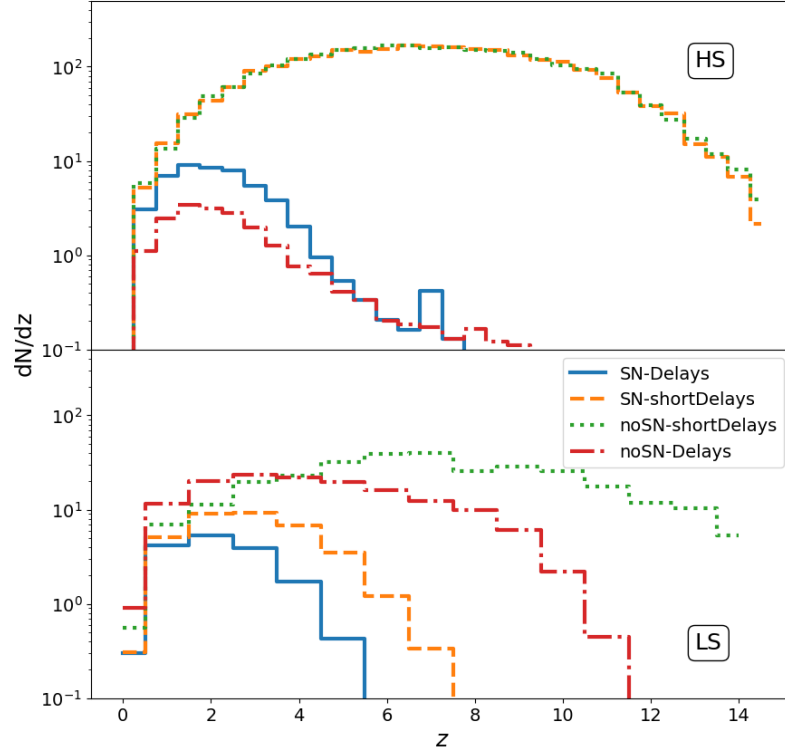 10²
10¹
10⁰
10⁻¹
HS
dN/dz
10²
10¹
10⁰
10⁻¹
SN-Delays
SN-shortDelays
noSN-shortDelays
noSN-Delays
LS
0 2 4 6 8 10 12 14
z